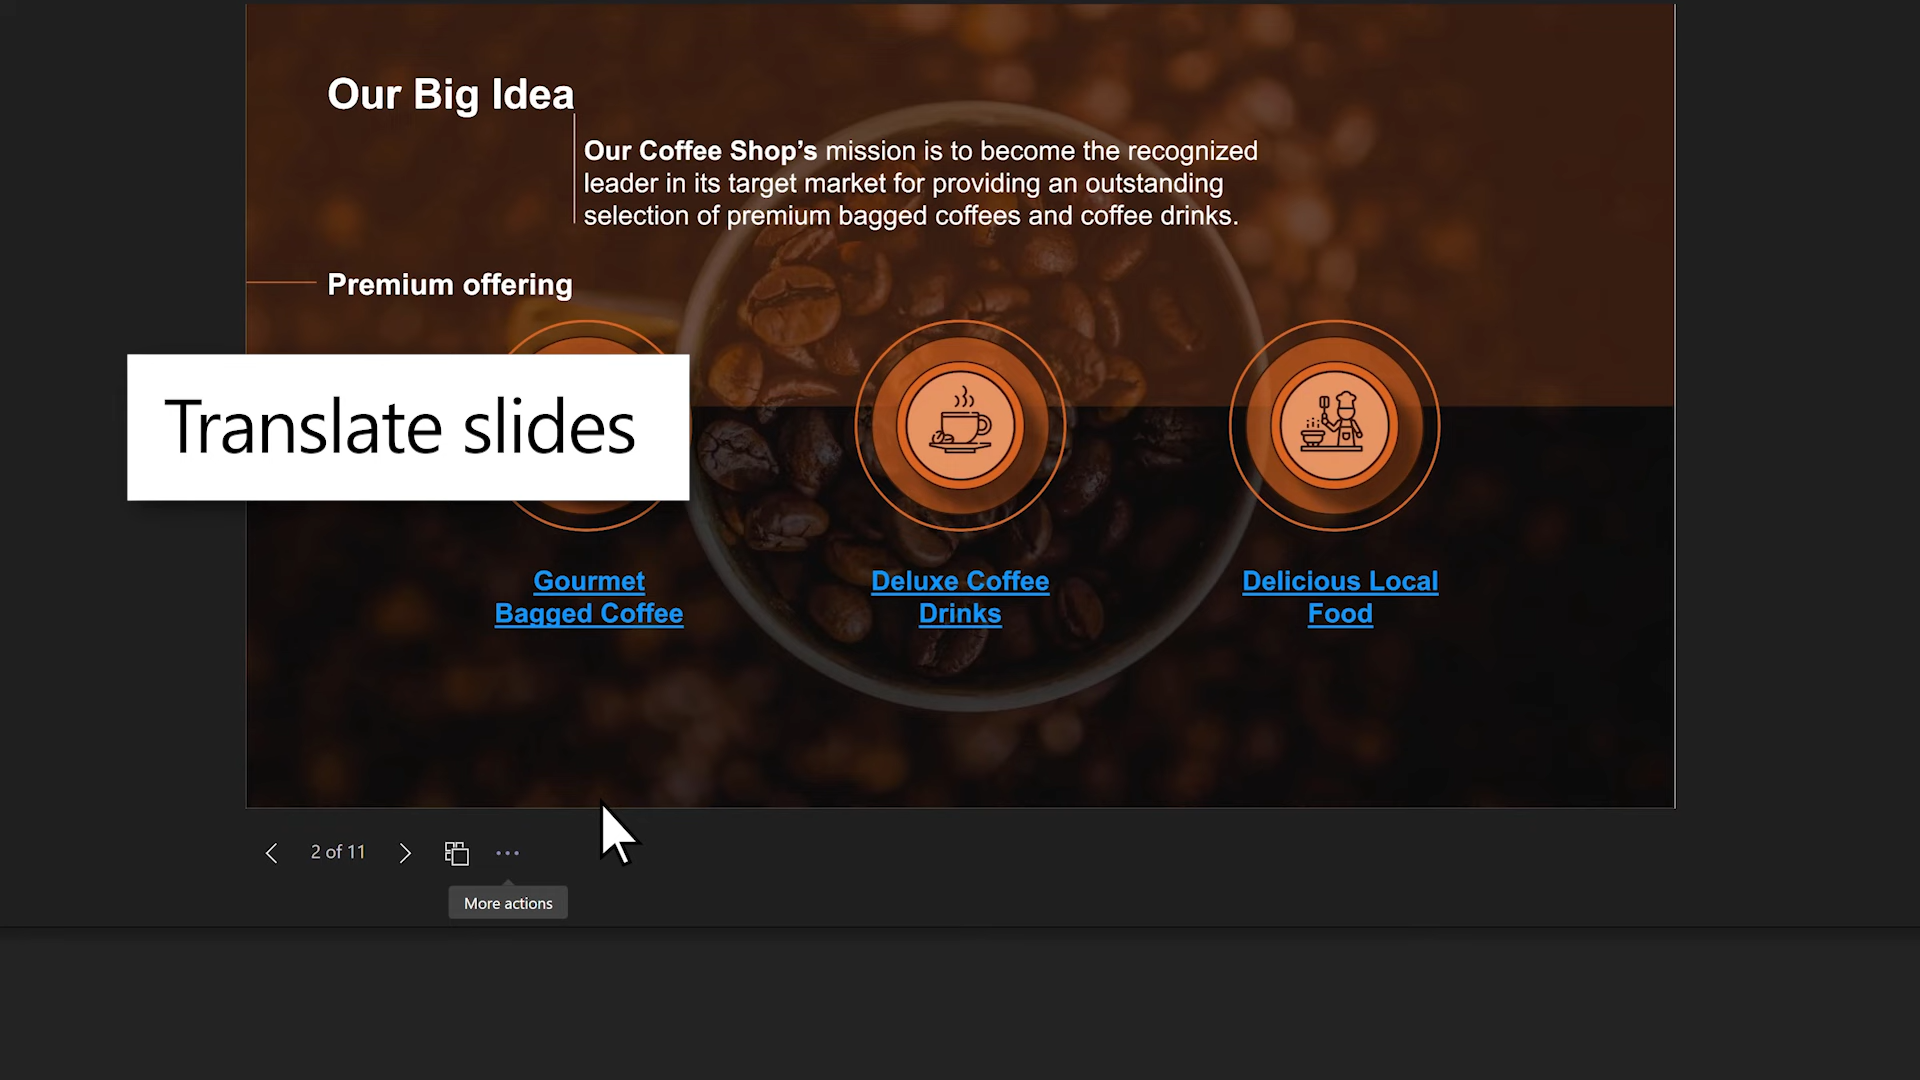 Our Big Idea
Our Coffee Shop’s mission is to become the recognized
leader in its target market for providing an outstanding
selection of premium bagged coffees and coffee drinks.
Premium offering
Translate slides
Gourmet
Bagged Coffee
Deluxe Coffee
Drinks
Delicious Local
Food
2 of 11
More actions